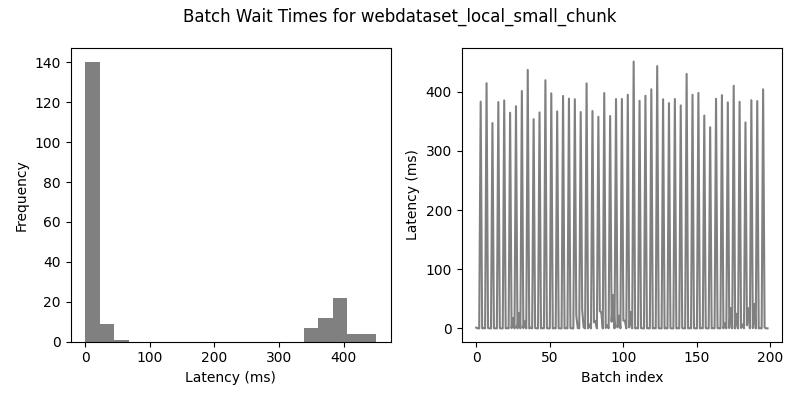 Batch Wait Times for webdataset_local_small_chunk
140
120
100
80
60
40
20
0
Frequency
0 100 200 300 400
Latency (ms)
400
300
200
100
0
Latency (ms)
0 50 100 150 200
Batch index